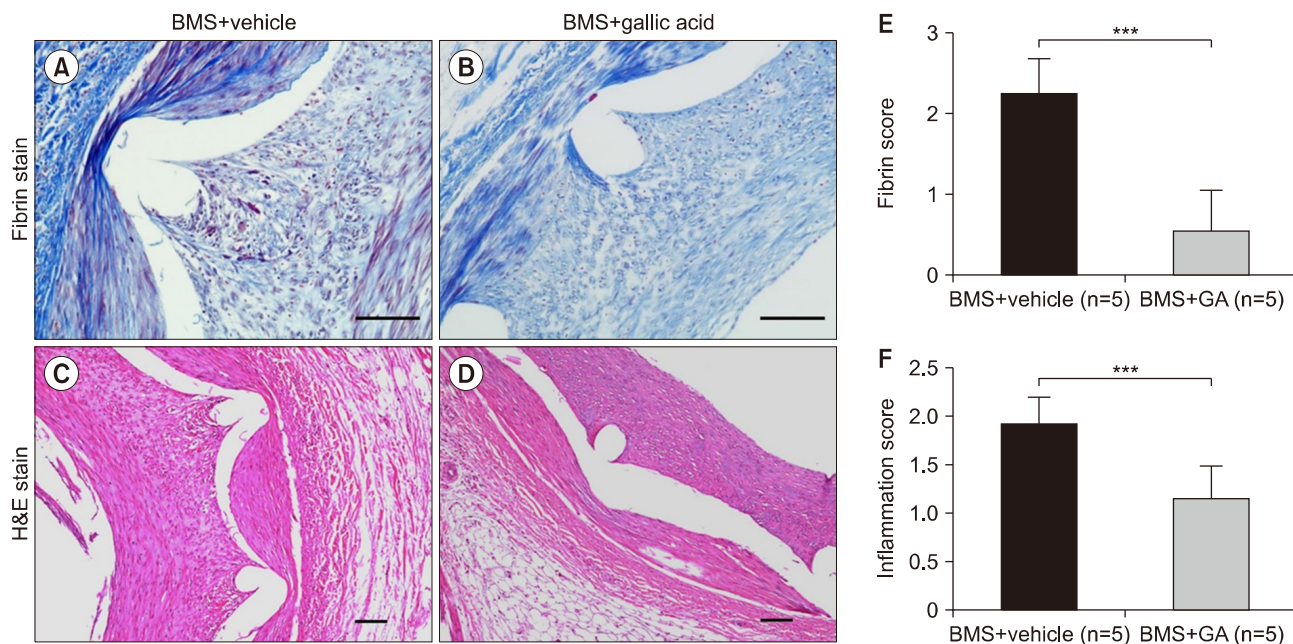 BMS+vehicle
BMS+gallic acid
Fibrin stain
A
B
H&E stain
C
D
E
Fibrin score
3
2
1
0
***
BMS+vehicle (n=5)
BMS+GA (n=5)
F
Inflammation score
2.5
2.0
1.5
1.0
0.5
0
***
BMS+vehicle (n=5)
BMS+GA (n=5)